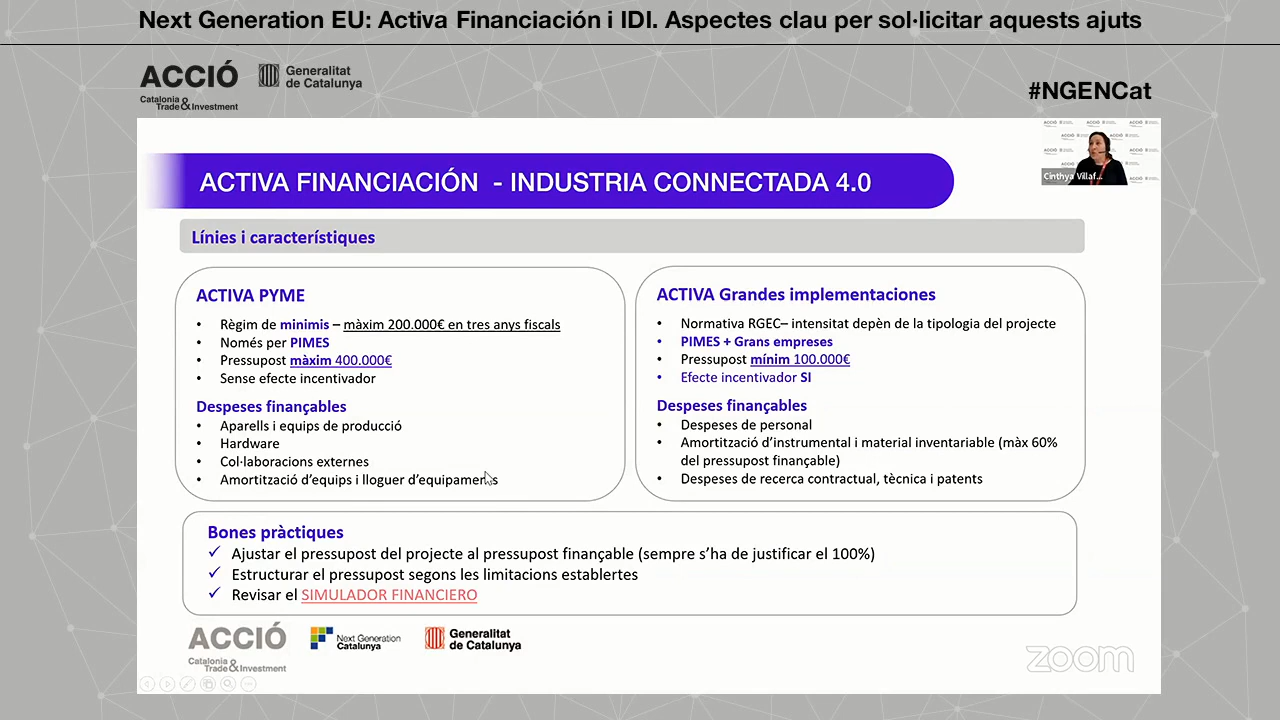 Next Generation EU: Activa Financiación i IDI. Aspectes clau per sol·licitar aquests ajuts
ACCIÓ
Catalonia
Trade & Investment
Generalitat
de Catalunya
#NGENCat
Cinthya Villaf...
ACTIVA FINANCIACIÓN - INDUSTRIA CONNECTADA 4.0
Línies i característiques
ACTIVA PYME
• Règim de minimis – màxim 200.000€ en tres anys fiscals
• Només per PIMES
• Pressupost màxim 400.000€
• Sense efecte incentivador
Despeses finançables
• Aparells i equips de producció
• Hardware
• Col·laboracions externes
• Amortització d'equips i lloguer d'equipaments
ACTIVA Grandes implementaciones
• Normativa RGEC– intensitat depèn de la tipologia del projecte
• PIMES + Grans empreses
• Pressupost mínim 100.000€
• Efecte incentivador SI
Despeses finançables
• Despeses de personal
• Amortització d'instrumental i material inventariable (màx 60%
del pressupost finançable)
• Despeses de recerca contractual, tècnica i patents
Bones pràctiques
✓ Ajustar el pressupost del projecte al pressupost finançable (sempre s'ha de justificar el 100%)
✓ Estructurar el pressupost segons les limitacions establertes
✓ Revisar el SIMULADOR FINANCIERO
ACCIÓ
Catalonia
Trade & Investment
Next Generation
Catalunya
Generalitat
de Catalunya
zoom